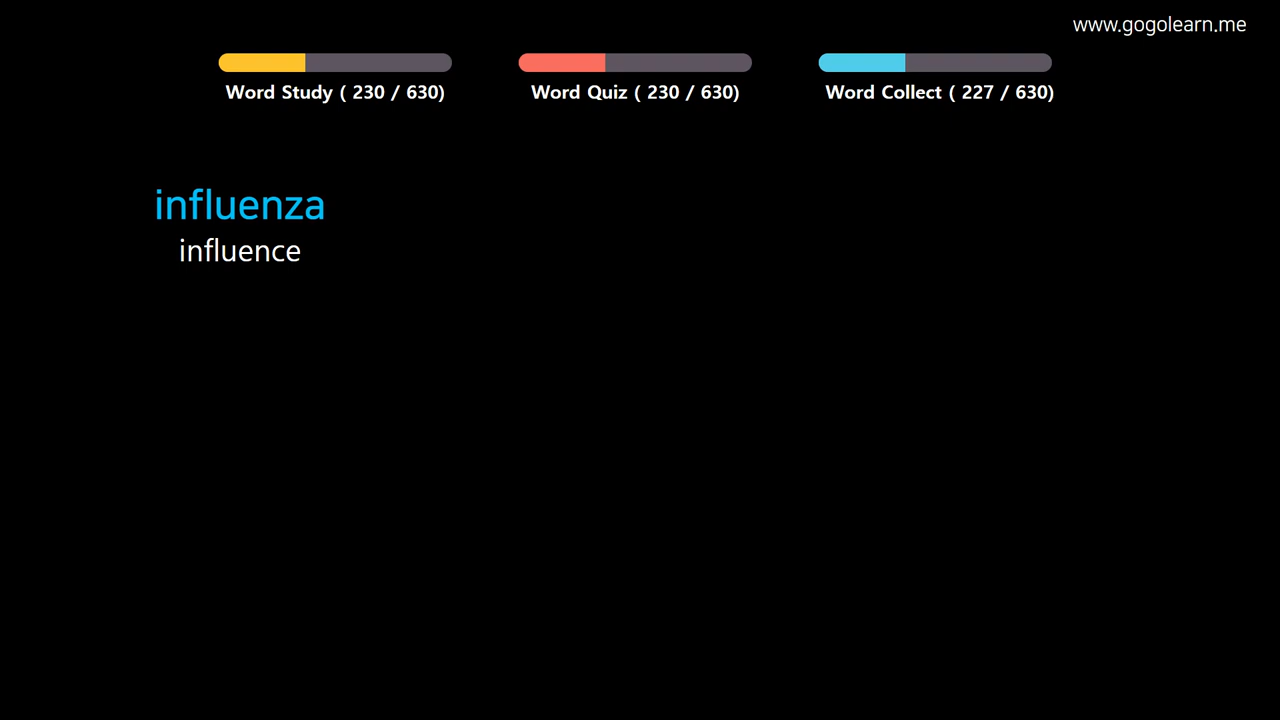 www.gogolearn.me
Word Study ( 230 / 630)
Word Quiz ( 230 / 630)
Word Collect ( 227 / 630)
influenza
influence